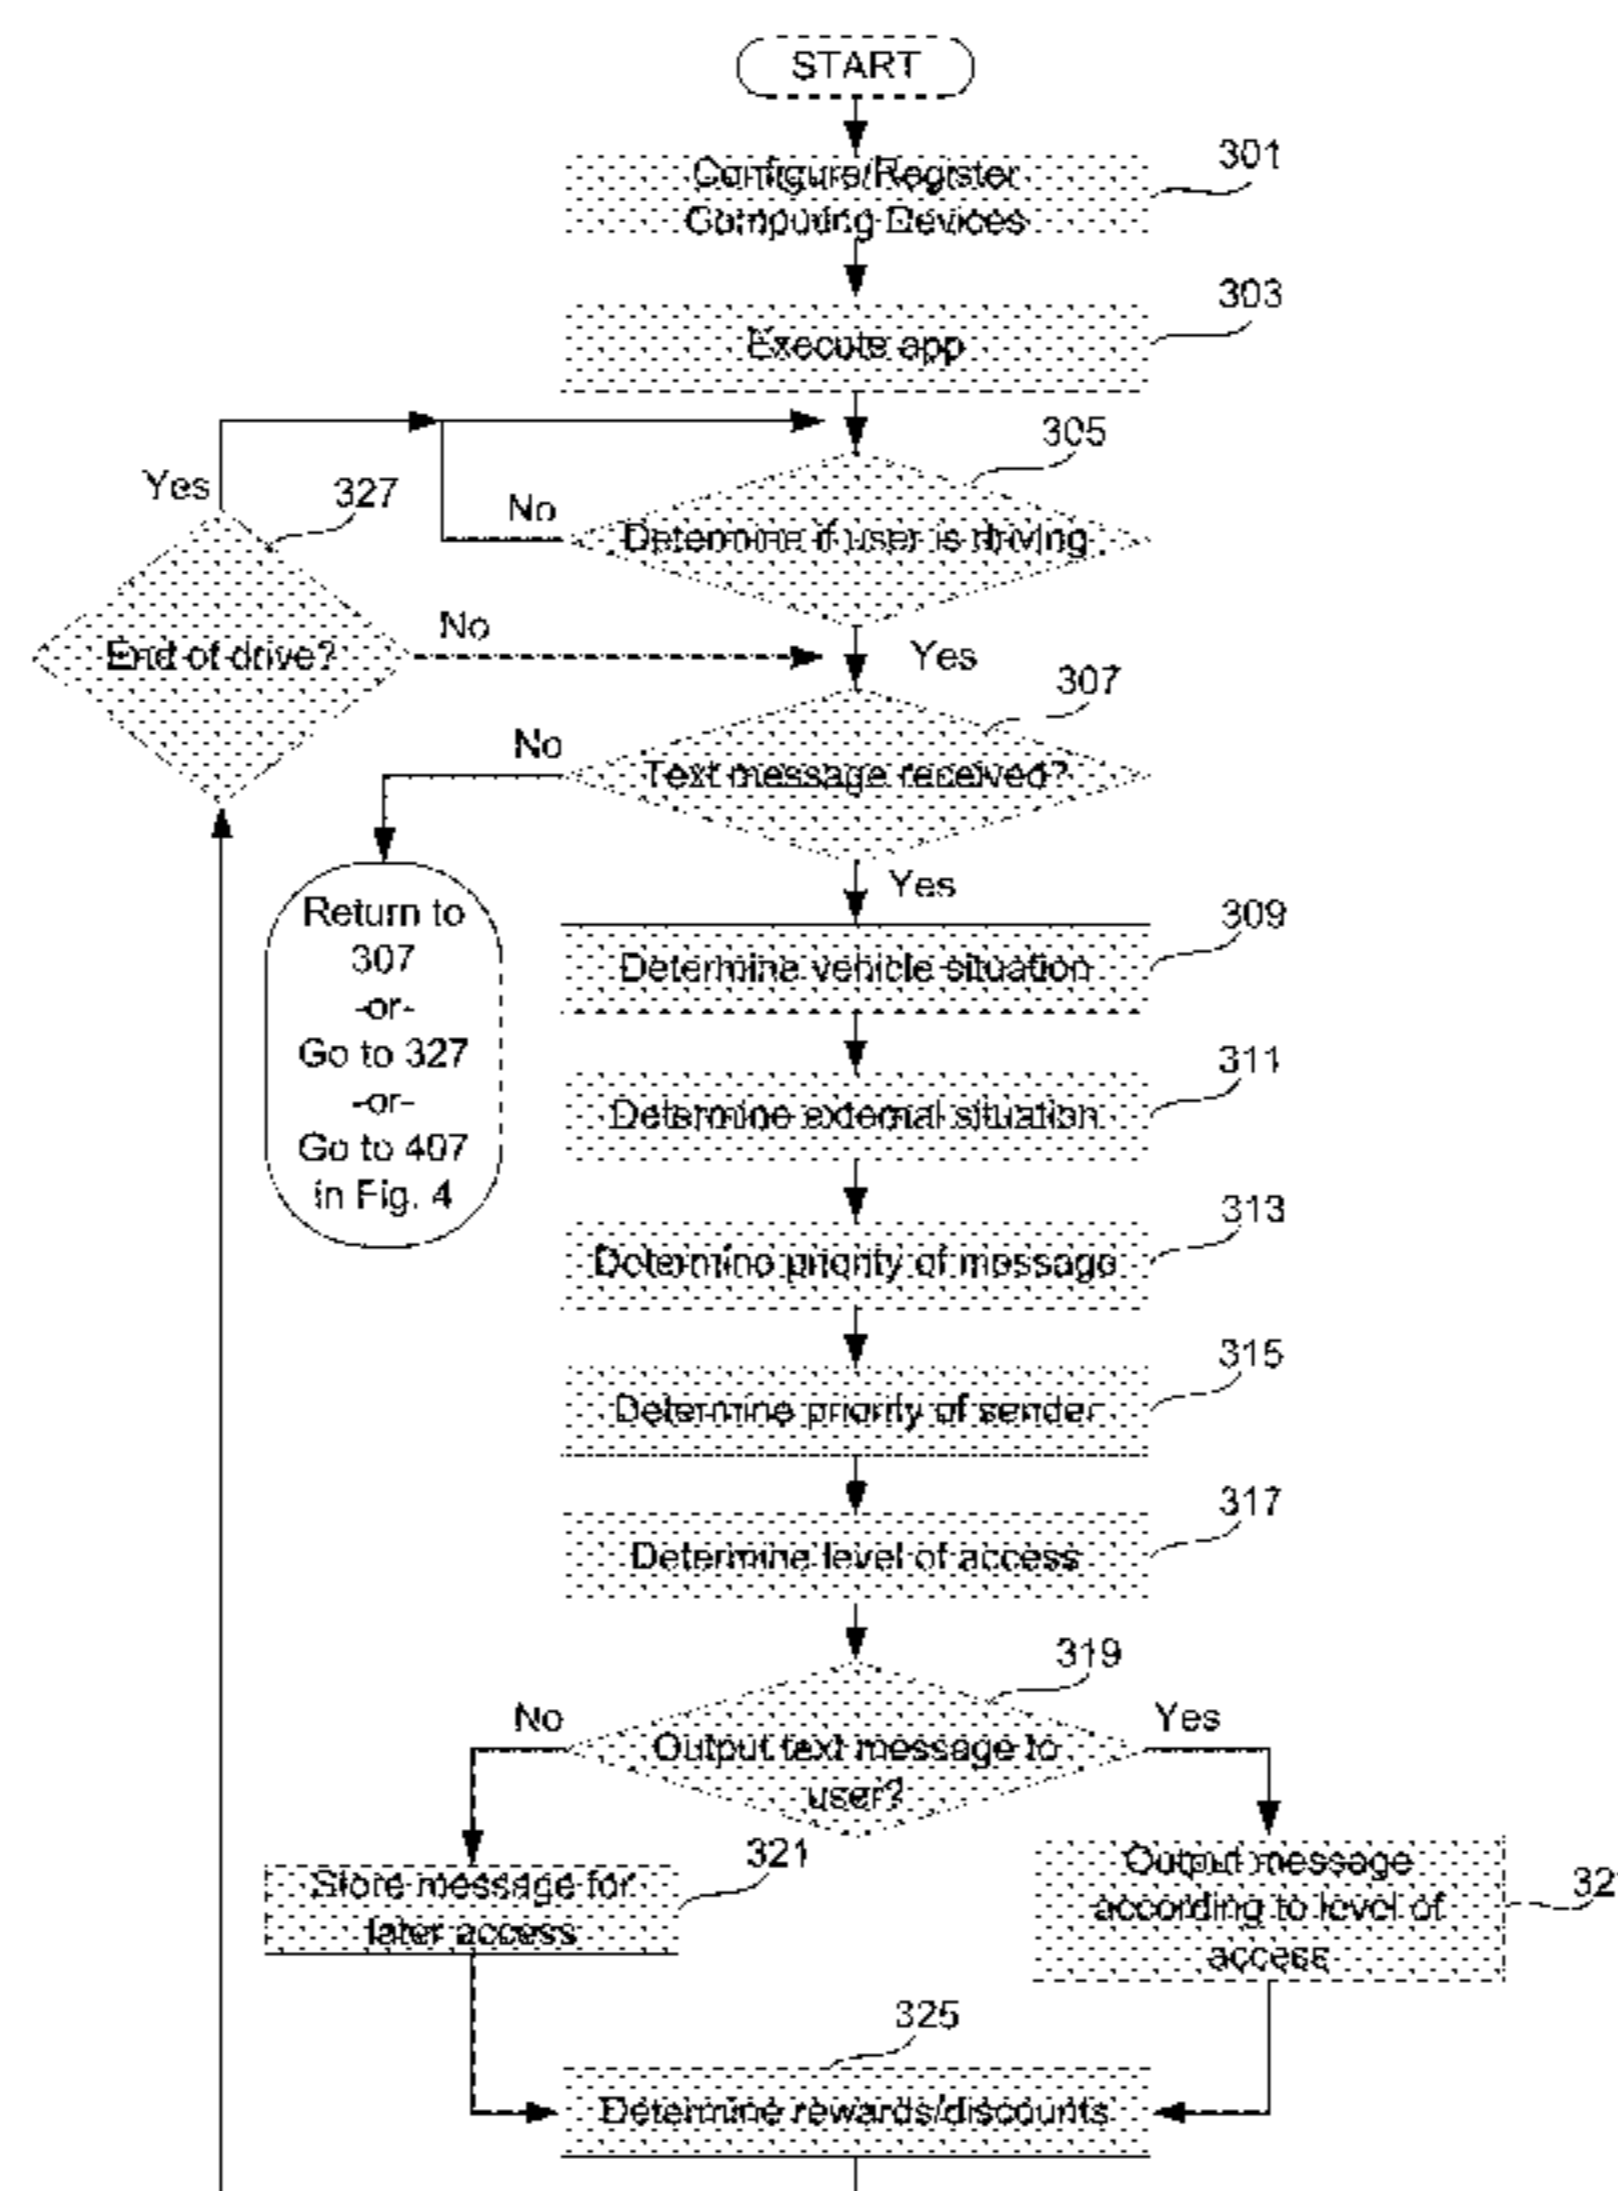 START
Configure/Register
Computing Devices
301
Execute app
303
305
Determine if user is driving
No
Yes
327
End of drive?
Yes
No
307
Text message received?
No
Yes
Return to
307
-or-
Go to 327
-or-
Go to 407
in Fig. 4
Determine vehicle situation
309
Determine external situation
311
Determine priority of message
313
Determine priority of sender
315
Determine level of access
317
319
Output text message to
user?
No
Yes
Store message for
later access
321
Output message
according to level of
access
32
325
Determine rewards/discounts